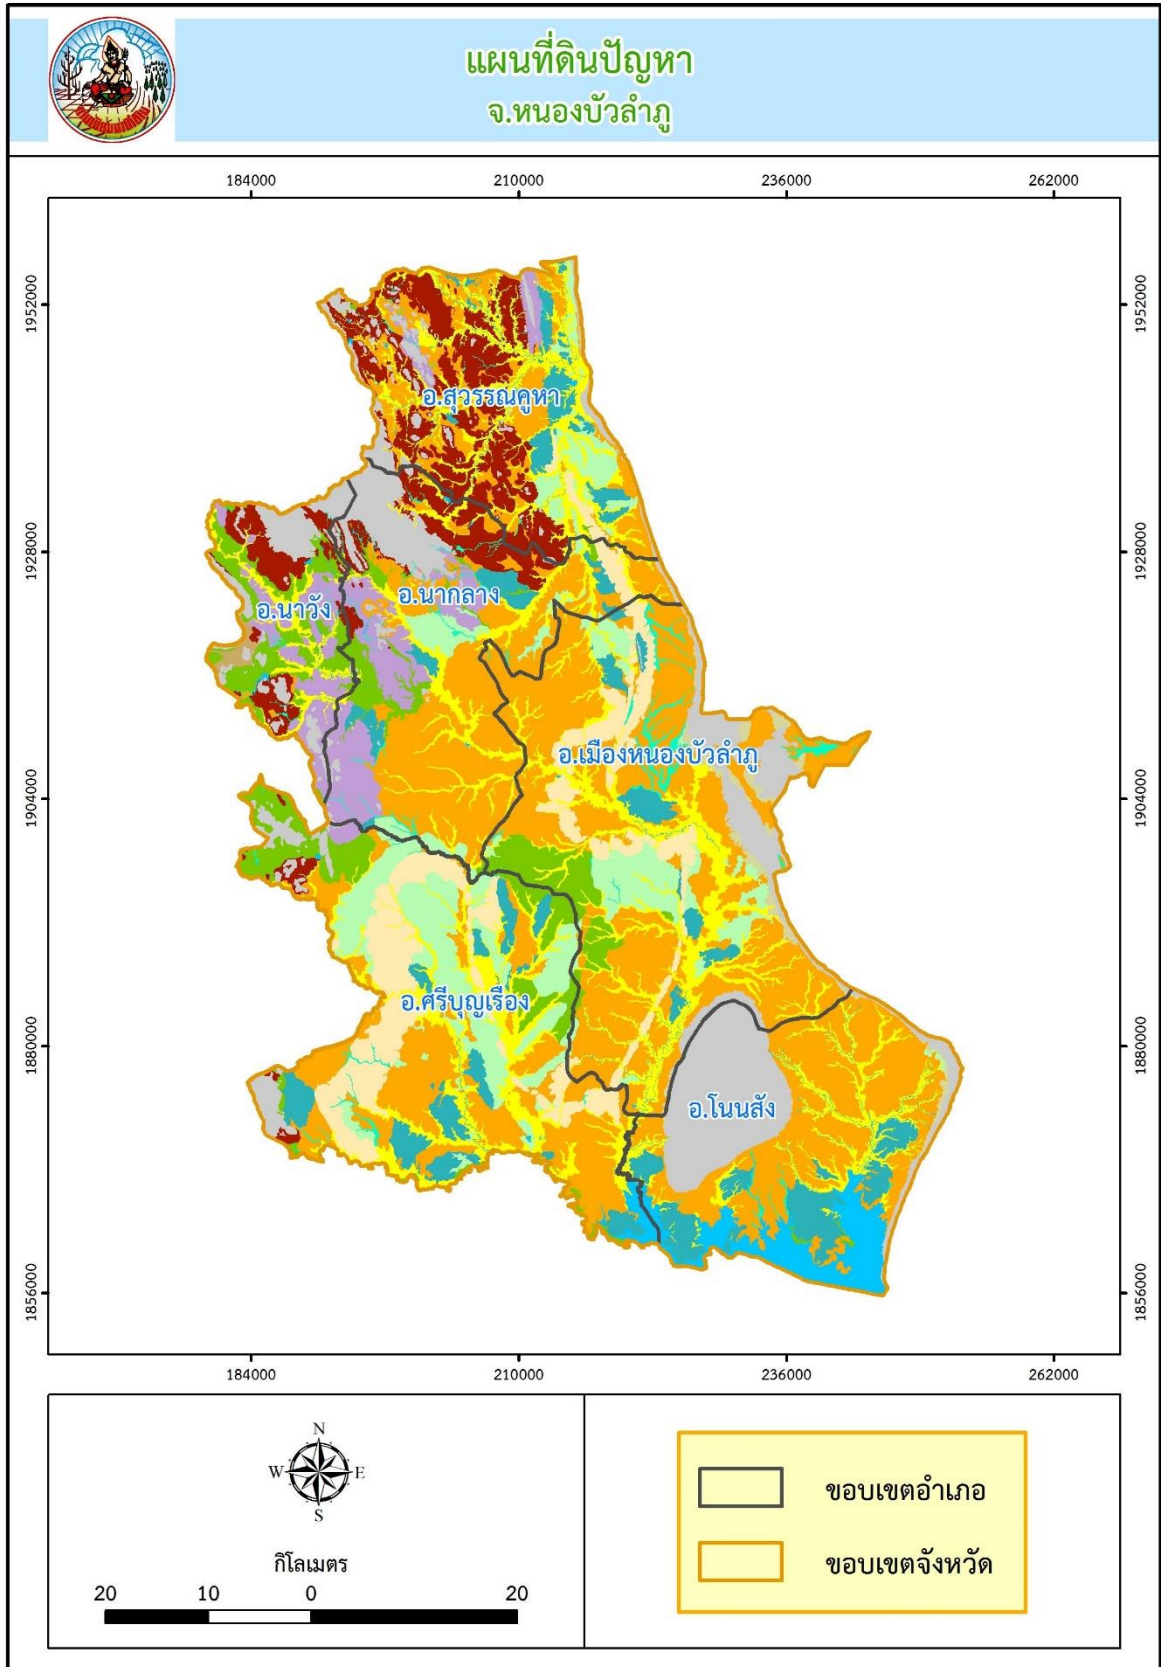 แผนที่ดินปัญหา
จ.หนองบัวลำภู
184000 210000 236000 262000
1952000 1952000
อ.สุวรรณคูหา
1928000 1928000
อ.นากลาง
อ.นาวัง
อ.เมืองหนองบัวลำภู
1904000 1904000
อ.ศรีบุญเรือง
1880000 1880000
อ.โนนสัง
1856000 1856000
184000 210000 236000 262000
N
W E
S
กิโลเมตร
20 10 0 20
ขอบเขตอำเภอ
ขอบเขตจังหวัด